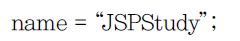 name = “JSPStudy”;